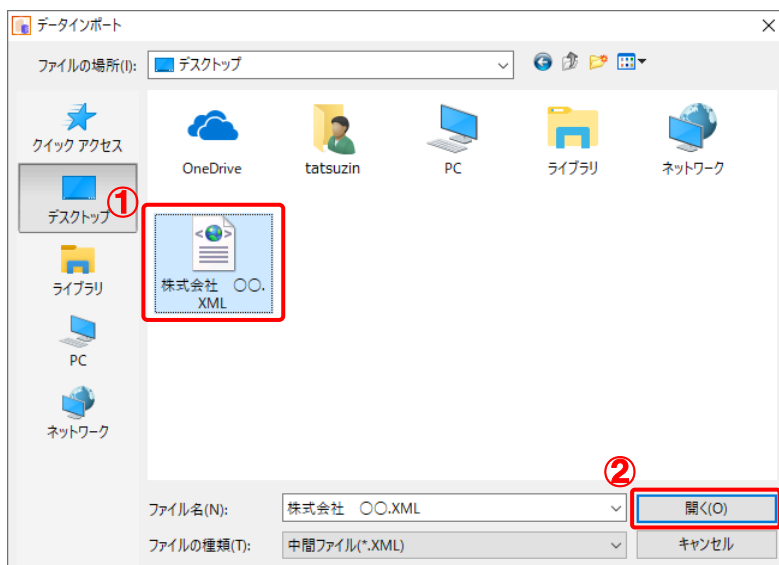 データインポート
ファイルの場所(I):
デスクトップ
クイック アクセス
デスクトップ
ライブラリ
PC
ネットワーク
OneDrive
tatsuzin
PC
ライブラリ
ネットワーク
①
株式会社　〇〇.
XML
②
ファイル名(N):
株式会社　〇〇.XML
開く(O)
ファイルの種類(T):
中間ファイル(*.XML)
キャンセル